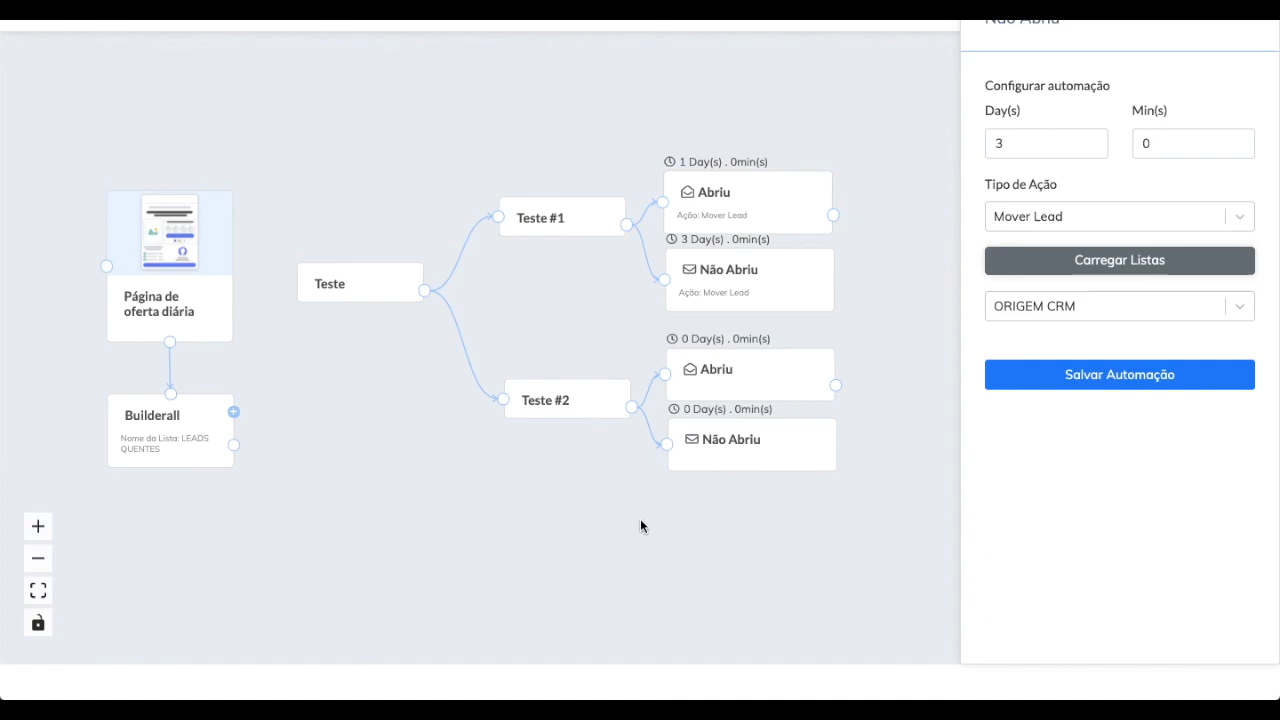 Não Abriu
Configurar automação
Day(s)
Min(s)
3
0
Tipo de Ação
Mover Lead
Carregar Listas
ORIGEM CRM
Salvar Automação
Página de
oferta diária
Builderall
Nome da Lista: LEADS
QUENTES
Teste
Teste #1
Teste #2
1 Day(s) . 0min(s)
Abriu
Ação: Mover Lead
3 Day(s) . 0min(s)
Não Abriu
Ação: Mover Lead
0 Day(s) . 0min(s)
Abriu
0 Day(s) . 0min(s)
Não Abriu